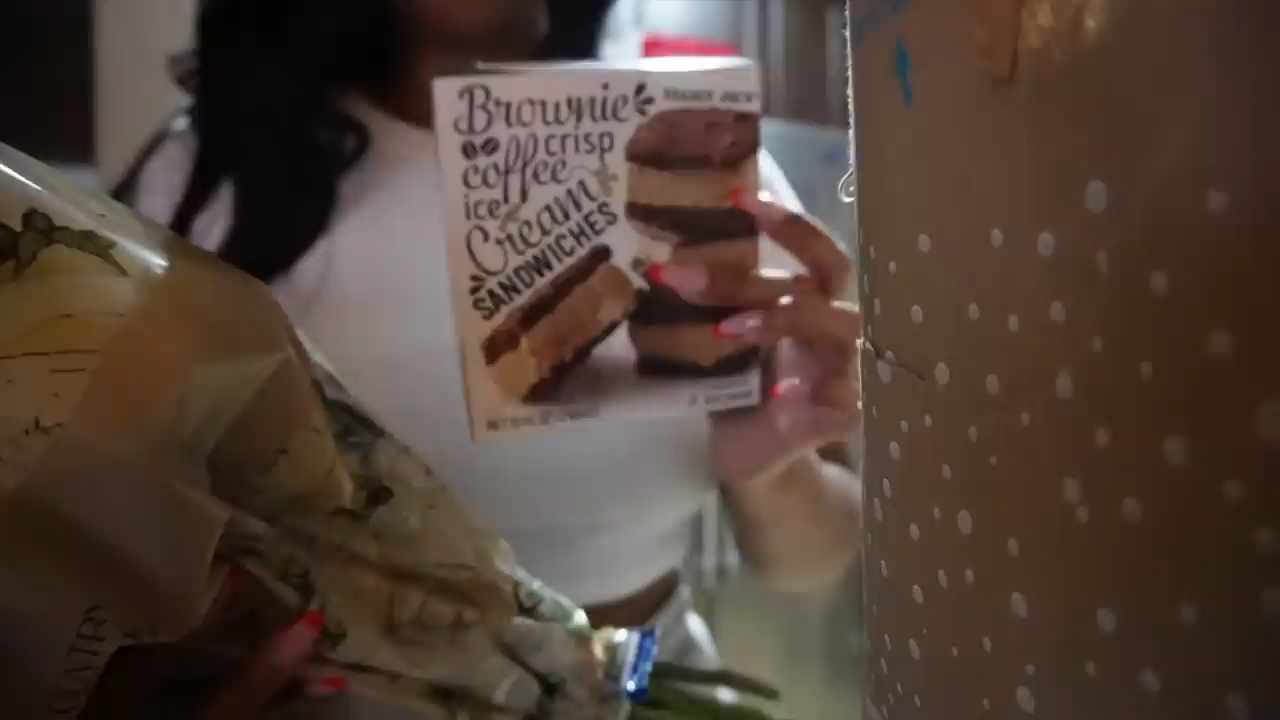 Brownie
crisp
coffee
ice
Cream
SANDWICHES
TRADER JOE'S